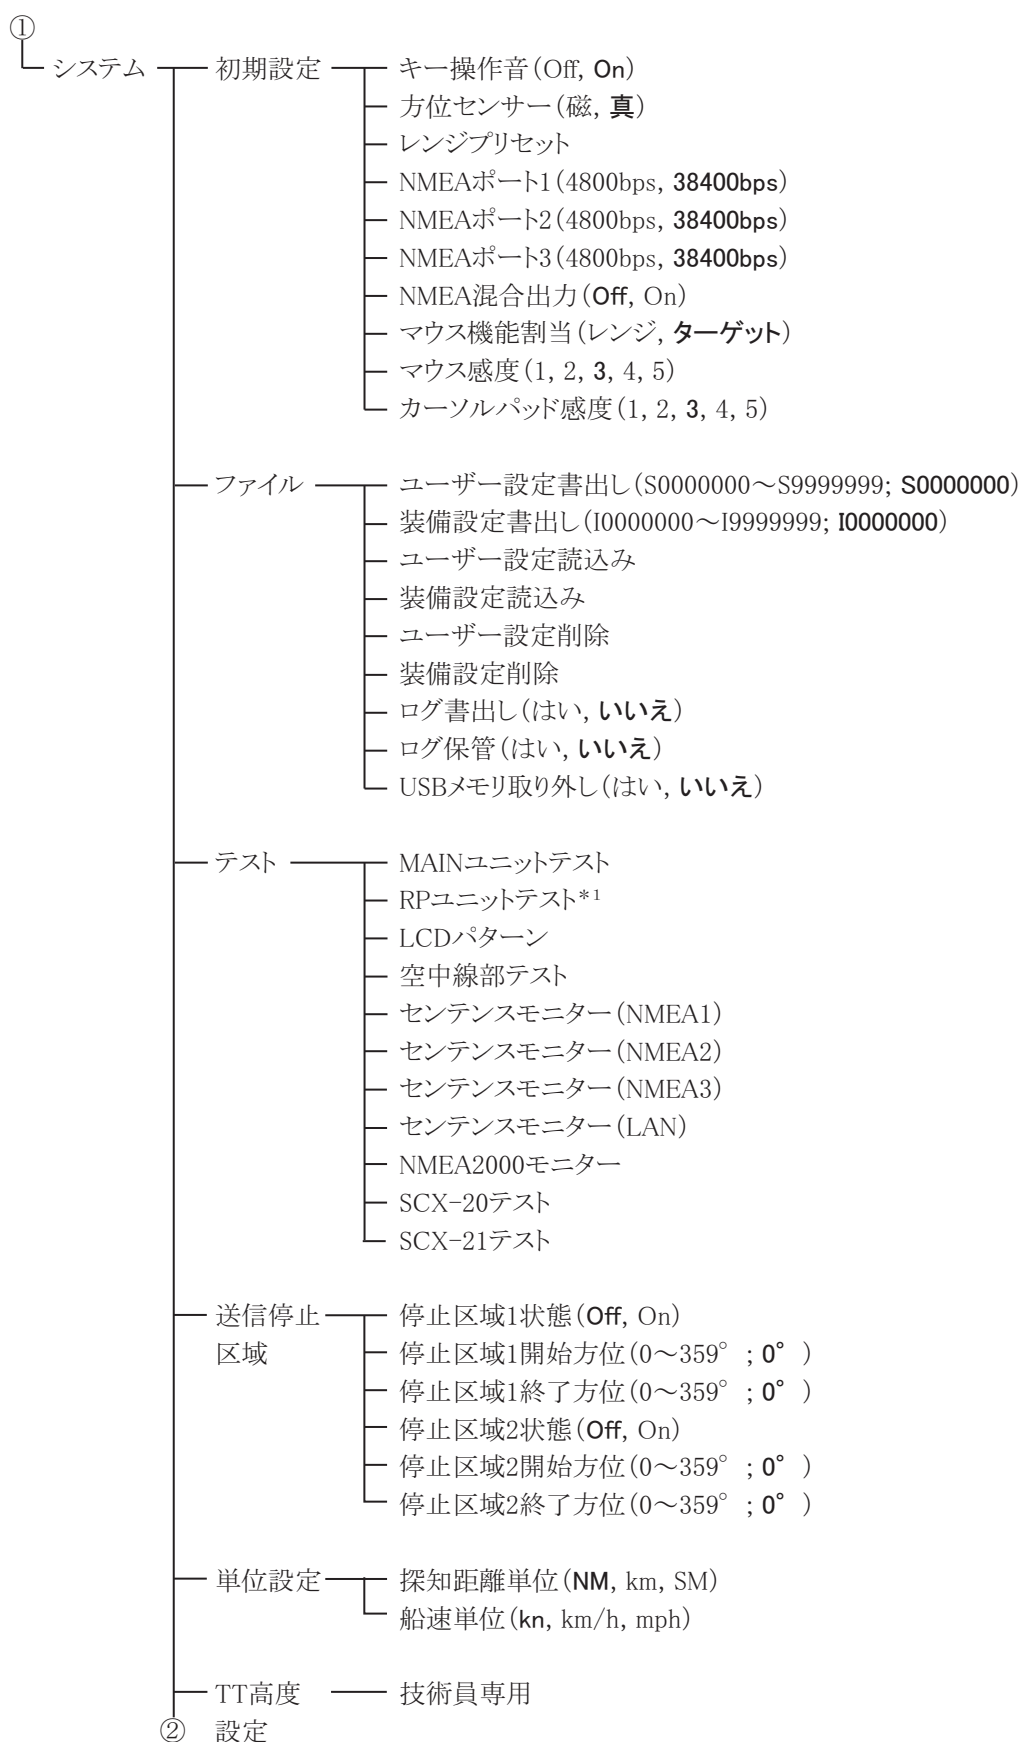 ①
システム
初期設定
キー操作音(Off, On)
方位センサー(磁, 真)
レンジプリセット
NMEAポート1(4800bps, 38400bps)
NMEAポート2(4800bps, 38400bps)
NMEAポート3(4800bps, 38400bps)
NMEA混合出力(Off, On)
マウス機能割当(レンジ, ターゲット)
マウス感度(1, 2, 3, 4, 5)
カーソルパッド感度(1, 2, 3, 4, 5)
ファイル
ユーザー設定書出し(S0000000～S9999999; S0000000)
装備設定書出し(I0000000～I9999999; I0000000)
ユーザー設定読込み
装備設定読込み
ユーザー設定削除
装備設定削除
ログ書出し(はい, いいえ)
ログ保管(はい, いいえ)
USBメモリ取り外し(はい, いいえ)
テスト
MAINユニットテスト
RPユニットテスト*1
LCDパターン
空中線部テスト
センテンスモニター(NMEA1)
センテンスモニター(NMEA2)
センテンスモニター(NMEA3)
センテンスモニター(LAN)
NMEA2000モニター
SCX-20テスト
SCX-21テスト
送信停止
区域
停止区域1状態(Off, On)
停止区域1開始方位(0～359°; 0°)
停止区域1終了方位(0～359°; 0°)
停止区域2状態(Off, On)
停止区域2開始方位(0～359°; 0°)
停止区域2終了方位(0～359°; 0°)
単位設定
探知距離単位(NM, km, SM)
船速単位(kn, km/h, mph)
TT高度
設定
技術員専用
②